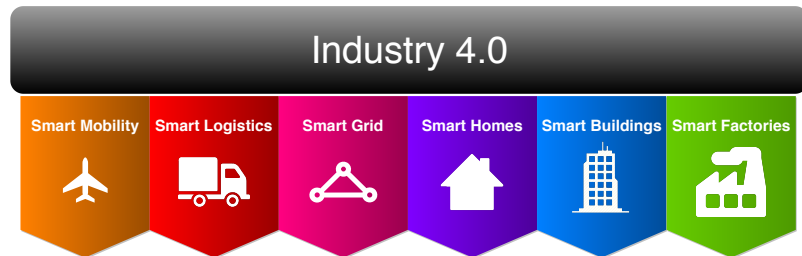 Industry 4.0
Smart Mobility
Smart Logistics
Smart Grid
Smart Homes
Smart Buildings
Smart Factories